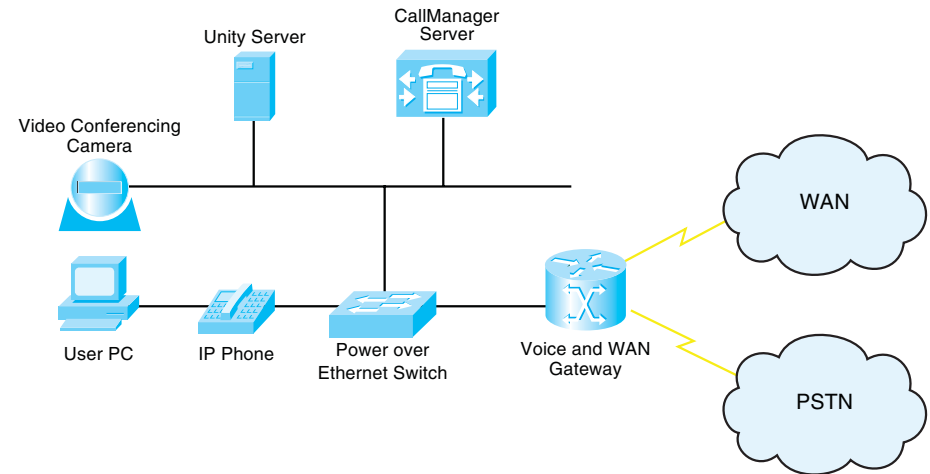 CallManager
Server
Unity Server
Video Conferencing
Camera
WAN
User PC
IP Phone
Power over
Ethernet Switch
Voice and WAN
Gateway
PSTN